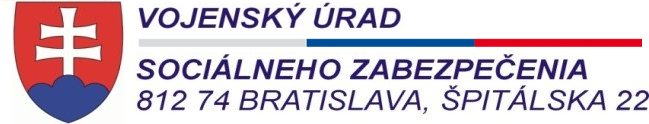 VOJENSKÝ ÚRAD
SOCIÁLNEHO ZABEZPEČENIA
812 74 BRATISLAVA, ŠPITÁLSKA 22